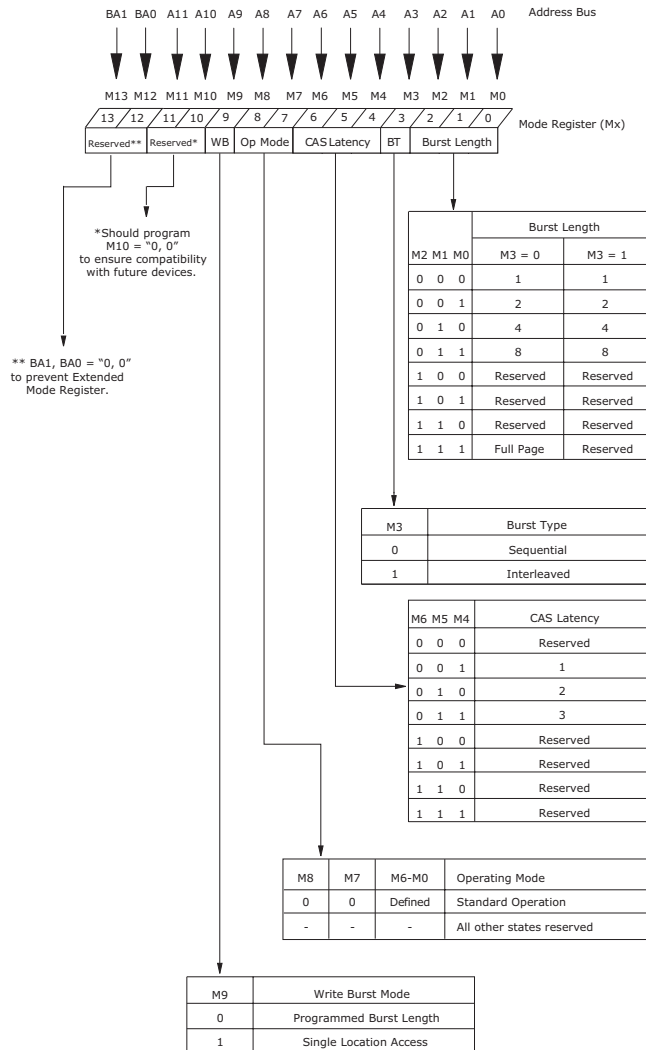 BA1 BA0 A11 A10 A9 A8 A7 A6 A5 A4 A3 A2 A1 A0 Address Bus
M13 M12 M11 M10 M9 M8 M7 M6 M5 M4 M3 M2 M1 M0
13 12 11 10 9 8 7 6 5 4 3 2 1 0 Mode Register (Mx)
Reserved** Reserved* WB Op Mode CAS Latency BT Burst Length
*Should program
M10 = “0, 0”
to ensure compatibility
with future devices.
** BA1, BA0 = “0, 0”
to prevent Extended
Mode Register.
Burst Length
M2 M1 M0 M3 = 0 M3 = 1
0 0 0 1 1
0 0 1 2 2
0 1 0 4 4
0 1 1 8 8
1 0 0 Reserved Reserved
1 0 1 Reserved Reserved
1 1 0 Reserved Reserved
1 1 1 Full Page Reserved
M3 Burst Type
0 Sequential
1 Interleaved
M6 M5 M4 CAS Latency
0 0 0 Reserved
0 0 1 1
0 1 0 2
0 1 1 3
1 0 0 Reserved
1 0 1 Reserved
1 1 0 Reserved
1 1 1 Reserved
M8 M7 M6-M0 Operating Mode
0 0 Defined Standard Operation
- - - All other states reserved
M9 Write Burst Mode
0 Programmed Burst Length
1 Single Location Access